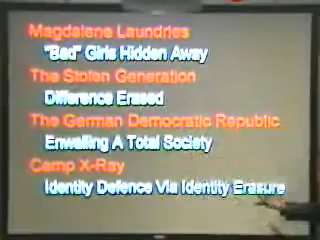 Magdalene Laundries
"Bad" Girls Hidden Away
The Stolen Generation
Difference Erased
The German Democratic Republic
Enwalling A Total Society
Camp X-Ray
Identity Defence Via Identity Erasure